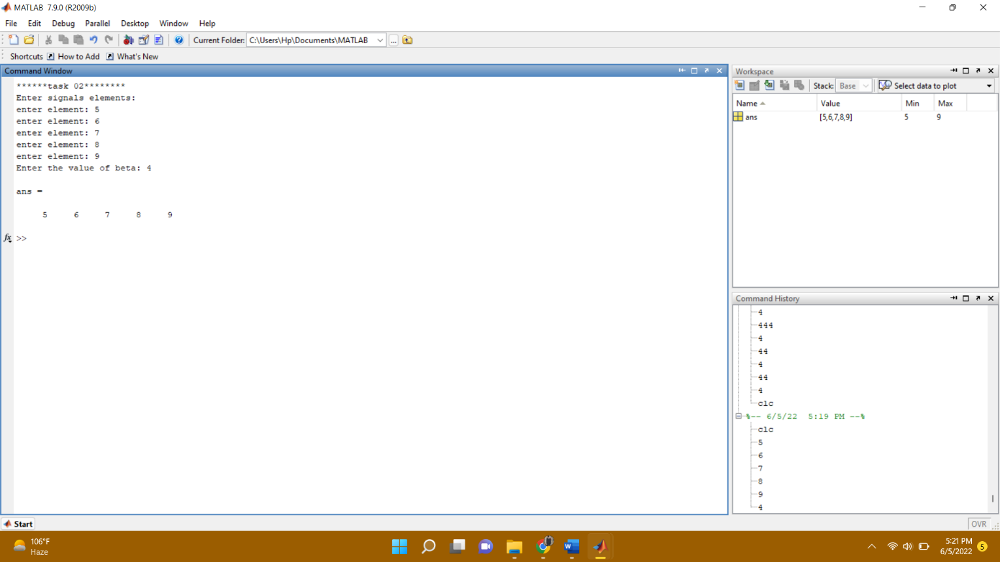 MATLAB 7.9.0 (R2009b)
File Edit Debug Parallel Desktop Window Help
Current Folder: C:\Users\Hp\Documents\MATLAB ...
Shortcuts How to Add What's New
Command Window
******task 02********
Enter signals elements:
enter element: 5
enter element: 6
enter element: 7
enter element: 8
enter element: 9
Enter the value of beta: 4
ans =
5 6 7 8 9
fx >>
Workspace
Stack: Base Select data to plot
Name Value Min Max
ans [5,6,7,8,9] 5 9
Command History
4
444
4
44
4
44
4
clc
%-- 6/5/22 5:19 PM --%
clc
5
6
7
8
9
4
Start
OVR
106°F
Haze
W
5:21 PM
6/5/2022
5